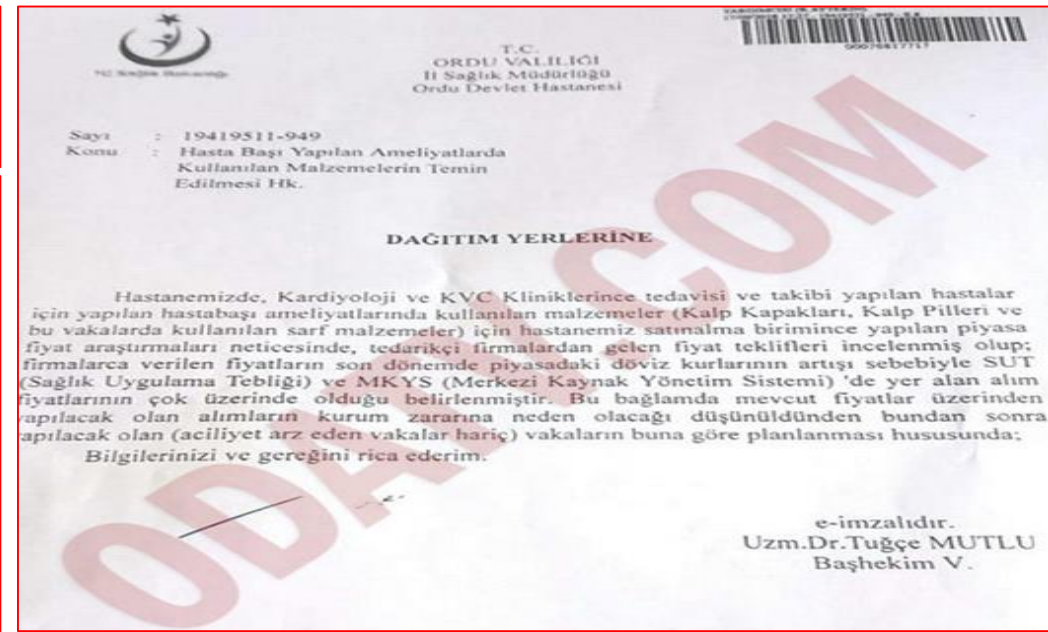 T.C. Sağlık Bakanlığı
00076817717
T.C.
ORDU VALİLİĞİ
İl Sağlık Müdürlüğü
Ordu Devlet Hastanesi
Sayı : 19419511-949
Konu : Hasta Başı Yapılan Ameliyatlarda
Kullanılan Malzemelerin Temin
Edilmesi Hk.
DAĞITIM YERLERİNE
Hastanemizde, Kardiyoloji ve KVC Kliniklerince tedavisi ve takibi yapılan hastalar
için yapılan hastabaşı ameliyatlarında kullanılan malzemeler (Kalp Kapakları, Kalp Pilleri ve
bu vakalarda kullanılan sarf malzemeler) için hastanemiz satınalma birimince yapılan piyasa
fiyat araştırmaları neticesinde, tedarikçi firmalardan gelen fiyat teklifleri incelenmiş olup;
firmalarca verilen fiyatların son dönemde piyasadaki döviz kurlarının artışı sebebiyle SUT
(Sağlık Uygulama Tebliği) ve MKYS (Merkezi Kaynak Yönetim Sistemi) 'de yer alan alım
fiyatlarının çok üzerinde olduğu belirlenmiştir. Bu bağlamda mevcut fiyatlar üzerinden
yapılacak olan alımların kurum zararına neden olacağı düşünüldünden bundan sonra
apılacak olan (aciliyet arz eden vakalar hariç) vakaların buna göre planlanması hususunda;
Bilgilerinizi ve gereğini rica ederim.
e-imzalıdır.
Uzm.Dr.Tuğçe MUTLU
Başhekim V.
ODATV.COM